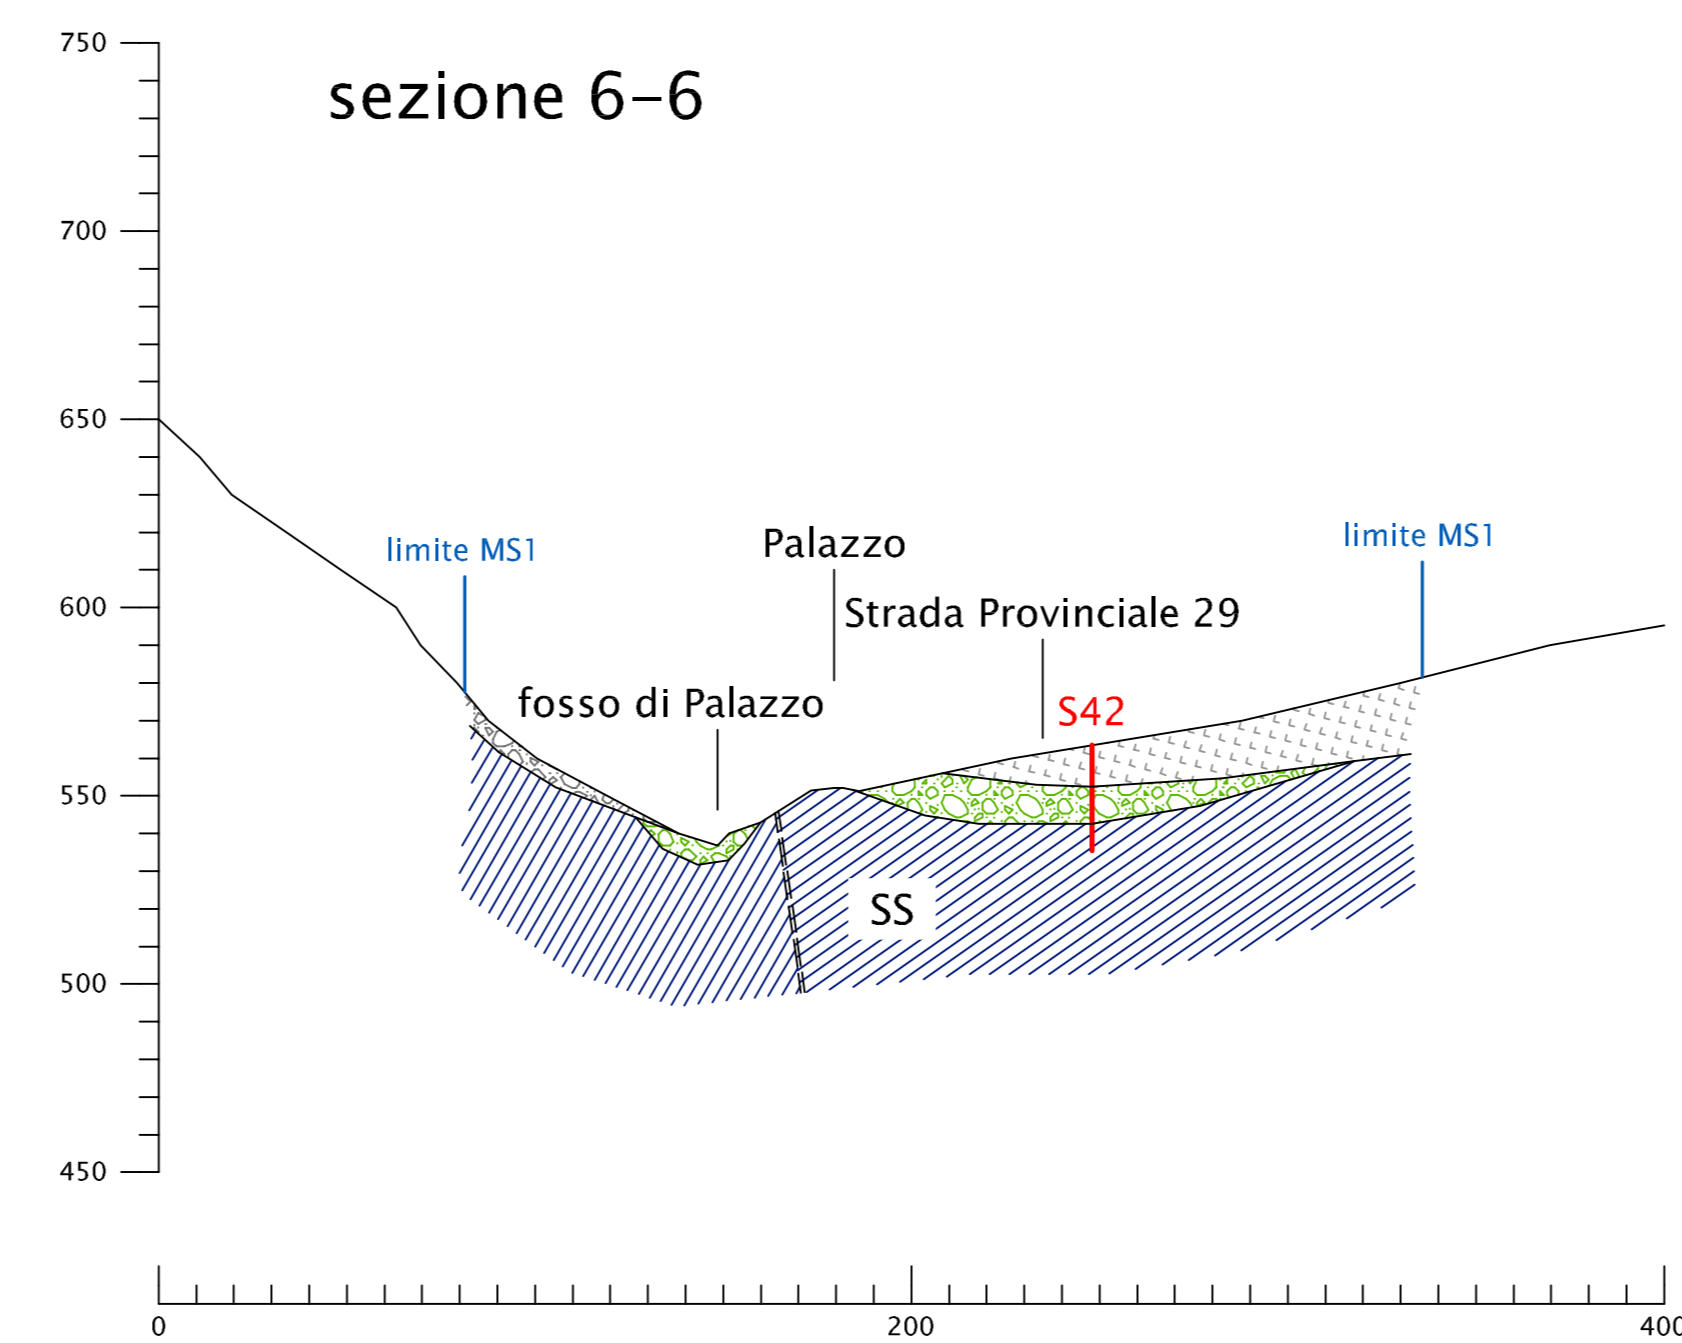 750
sezione 6-6
700
650
600
550
500
450
limite MS1
limite MS1
Palazzo
Strada Provinciale 29
fosso di Palazzo
S42
SS
0
200
400